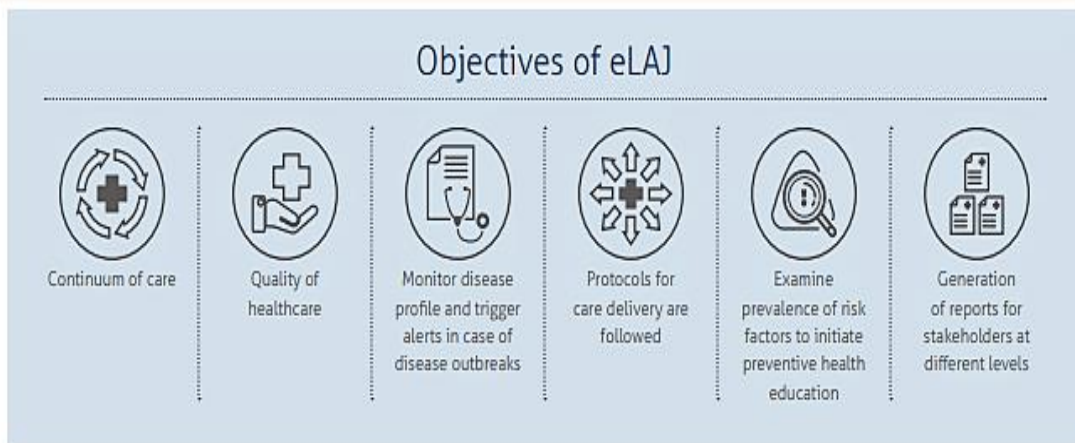 Objectives of eLAJ
Continuum of care
Quality of
healthcare
Monitor disease
profile and trigger
alerts in case of
disease outbreaks
Protocols for
care delivery are
followed
Examine
prevalence of risk
factors to initiate
preventive health
education
Generation
of reports for
stakeholders at
different levels